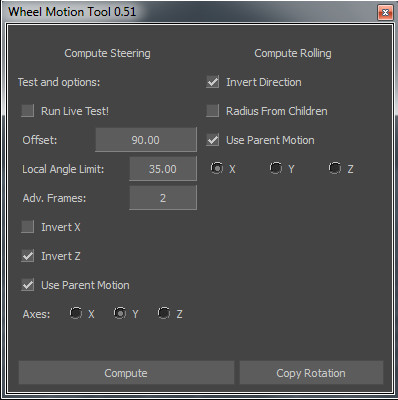 Wheel Motion Tool 0.51
Compute Steering
Compute Rolling
Test and options:
Invert Direction
Run Live Test!
Radius From Children
Offset: 90.00
Use Parent Motion
Local Angle Limit: 35.00
X Y Z
Adv. Frames: 2
Invert X
Invert Z
Use Parent Motion
Axes: X Y Z
Compute
Copy Rotation